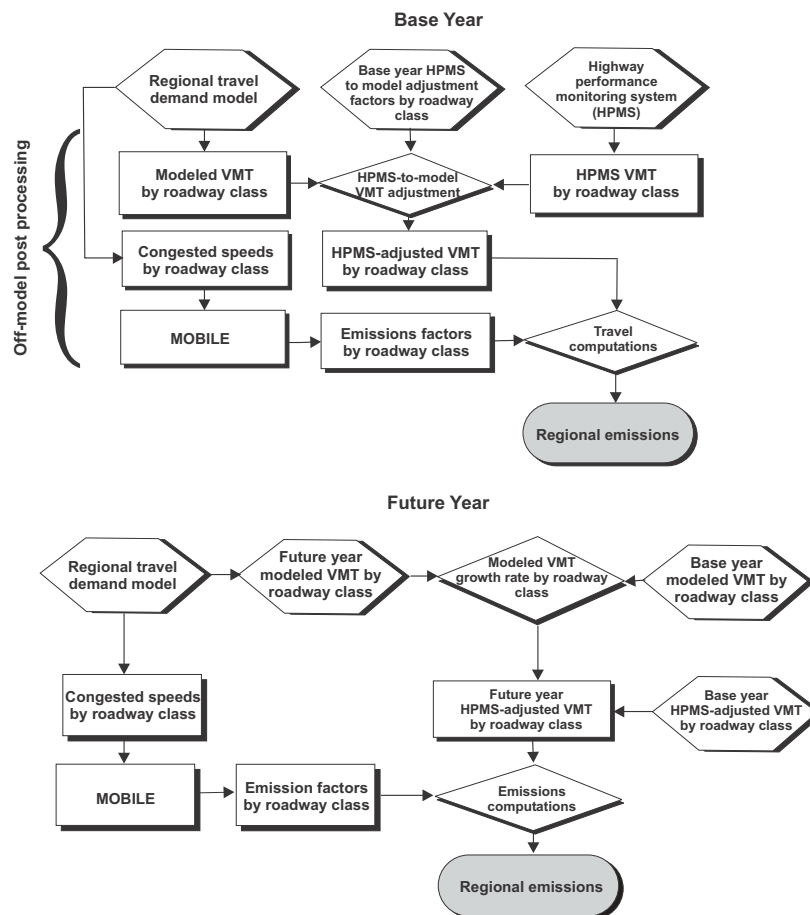 Base Year
Regional travel
demand model
Base year HPMS
to model adjustment
factors by roadway
class
Highway
performance
monitoring system
(HPMS)
Off-model post processing
Modeled VMT
by roadway class
HPMS-to-model
VMT adjustment
HPMS VMT
by roadway class
Congested speeds
by roadway class
HPMS-adjusted VMT
by roadway class
MOBILE
Emissions factors
by roadway class
Travel
computations
Regional emissions
Future Year
Regional travel
demand model
Future year
modeled VMT by
roadway class
Modeled VMT
growth rate by roadway
class
Base year
modeled VMT by
roadway class
Congested speeds
by roadway class
Future year
HPMS-adjusted VMT
by roadway class
Base year
HPMS-adjusted VMT
by roadway class
MOBILE
Emission factors
by roadway class
Emissions
computations
Regional emissions